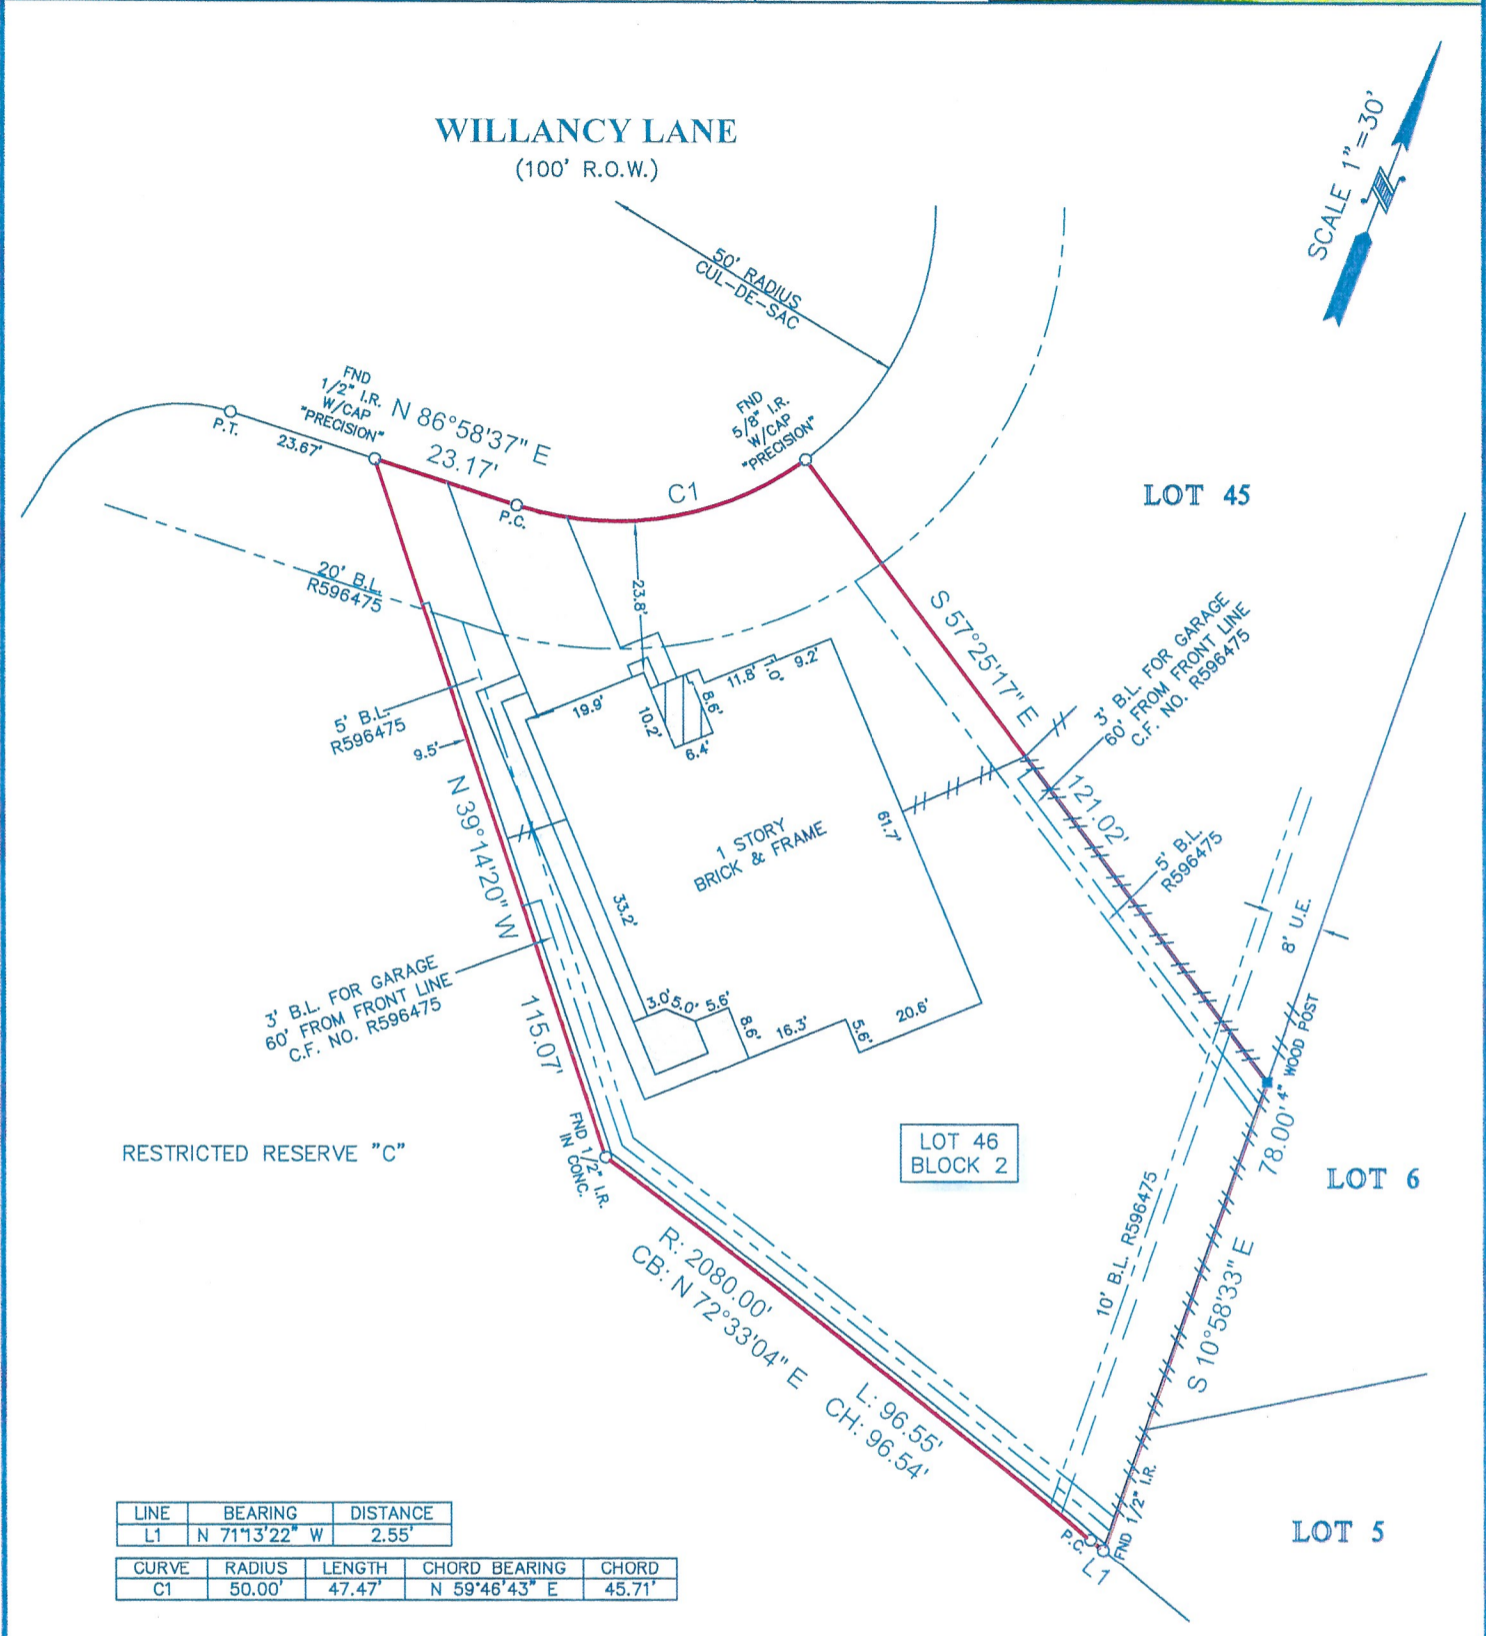 WILLANCY LANE
(100' R.O.W.)
SCALE 1"=30'
50' RADIUS
CUL-DE-SAC
FND
1/2" I.R.
W/CAP
"PRECISION"
N 86°58'37" E
23.17'
P.T.
23.67'
P.C.
C1
FND
5/8" I.R.
W/CAP
"PRECISION"
LOT 45
20' B.L.
R596475
23.8'
S 57°25'17" E
121.02'
3' B.L. FOR GARAGE
60' FROM FRONT LINE
C.F. NO. R596475
5' B.L.
R596475
9.5'
19.9'
10.2'
8.6'
6.4'
11.8'
1.0'
9.2'
N 39°14'20" W
115.07'
1 STORY
BRICK & FRAME
61.7'
33.2'
5' B.L.
R596475
8' U.E.
3' B.L. FOR GARAGE
60' FROM FRONT LINE
C.F. NO. R596475
3.0'
5.0'
5.6'
8.6'
16.3'
5.6'
20.6'
4" WOOD POST
78.00'
S 10°58'33" E
RESTRICTED RESERVE "C"
FND 1/2" I.R.
IN CONC.
LOT 46
BLOCK 2
LOT 6
10' B.L. R596475
R: 2080.00'
CB: N 72°33'04" E
L: 96.55'
CH: 96.54'
FND 1/2" I.R.
P.C.
L1
LOT 5
LINE BEARING DISTANCE
L1 N 71°13'22" W 2.55'
CURVE RADIUS LENGTH CHORD BEARING CHORD
C1 50.00' 47.47' N 59°46'43" E 45.71'